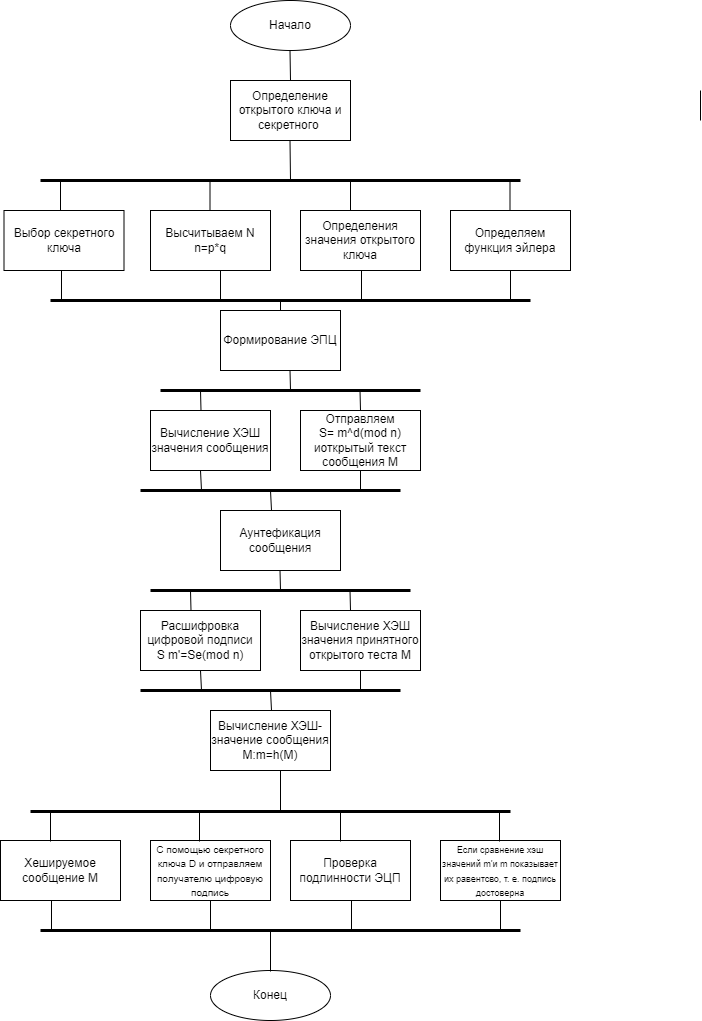 Начало
Определение
открытого ключа и
секретного
Выбор секретного
ключа
Высчитываем N
n=p*q
Определения
значения открытого
ключа
Определяем
функция эйлера
Формирование ЭПЦ
Вычисление ХЭШ
значения сообщения
Отправляем
S= m^d(mod n)
иоткрытый текст
сообщения М
Аунтефикация
сообщения
Расшифровка
цифровой подписи
S m'=Se(mod n)
Вычисление ХЭШ
значения принятного
открытого теста М
Вычисление ХЭШ-
значение сообщения
M:m=h(M)
Хешируемое
сообщение М
С помощью секретного
ключа D и отправляем
получателю цифровую
подпись
Проверка
подлинности ЭЦП
Если сравнение хэш
значений m'и m показывает
их равентсво, т. е. подпись
достоверна
Конец